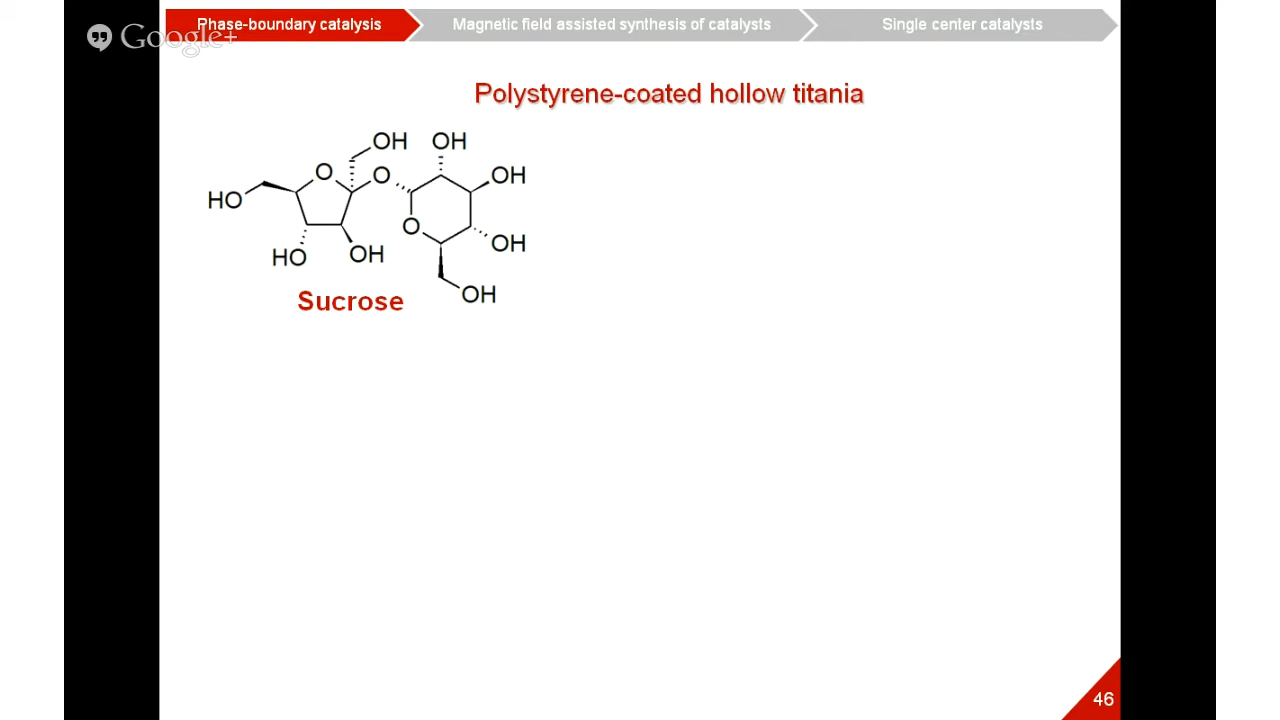 Phase-boundary catalysis
Magnetic field assisted synthesis of catalysts
Single center catalysts
Google+
Polystyrene-coated hollow titania
OH
OH
O
O
OH
HO
O
HO
OH
OH
OH
Sucrose
46